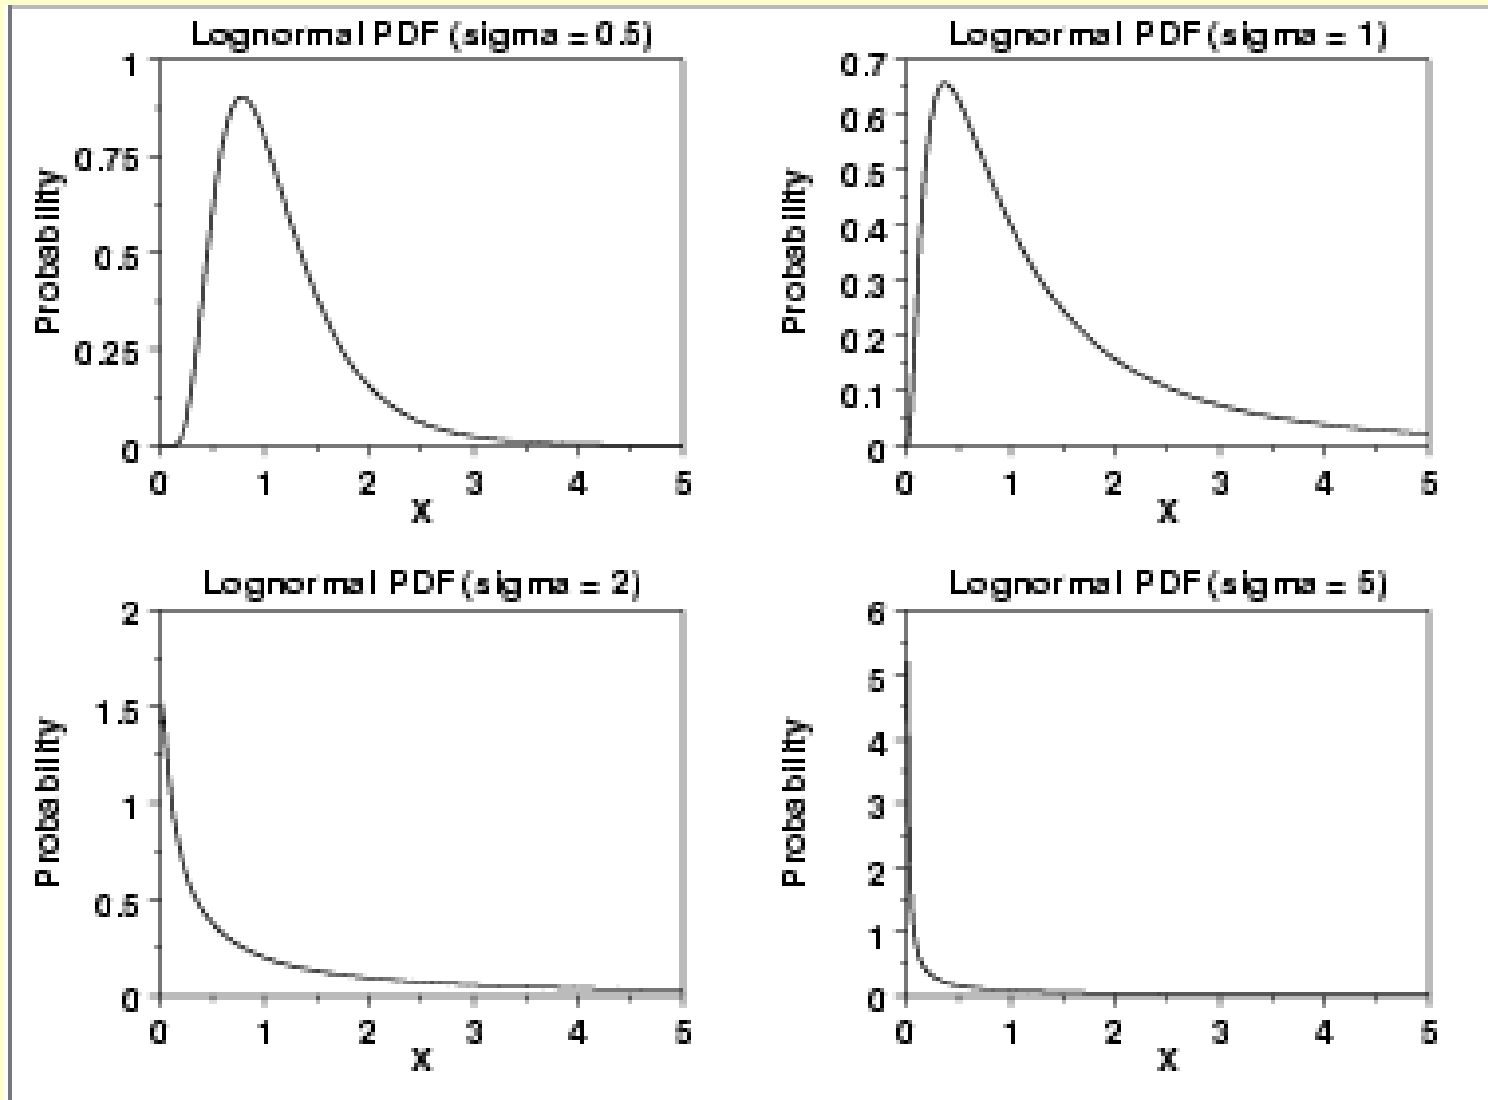 Lognormal PDF (sigma = 0.5)
1
0.75
0.5
0.25
0
Probability
0 1 2 3 4 5
X
Lognormal PDF (sigma = 1)
0.7
0.6
0.5
0.4
0.3
0.2
0.1
0
Probability
0 1 2 3 4 5
X
Lognormal PDF (sigma = 2)
2
1.5
1
0.5
0
Probability
0 1 2 3 4 5
X
Lognormal PDF (sigma = 5)
6
5
4
3
2
1
0
Probability
0 1 2 3 4 5
X